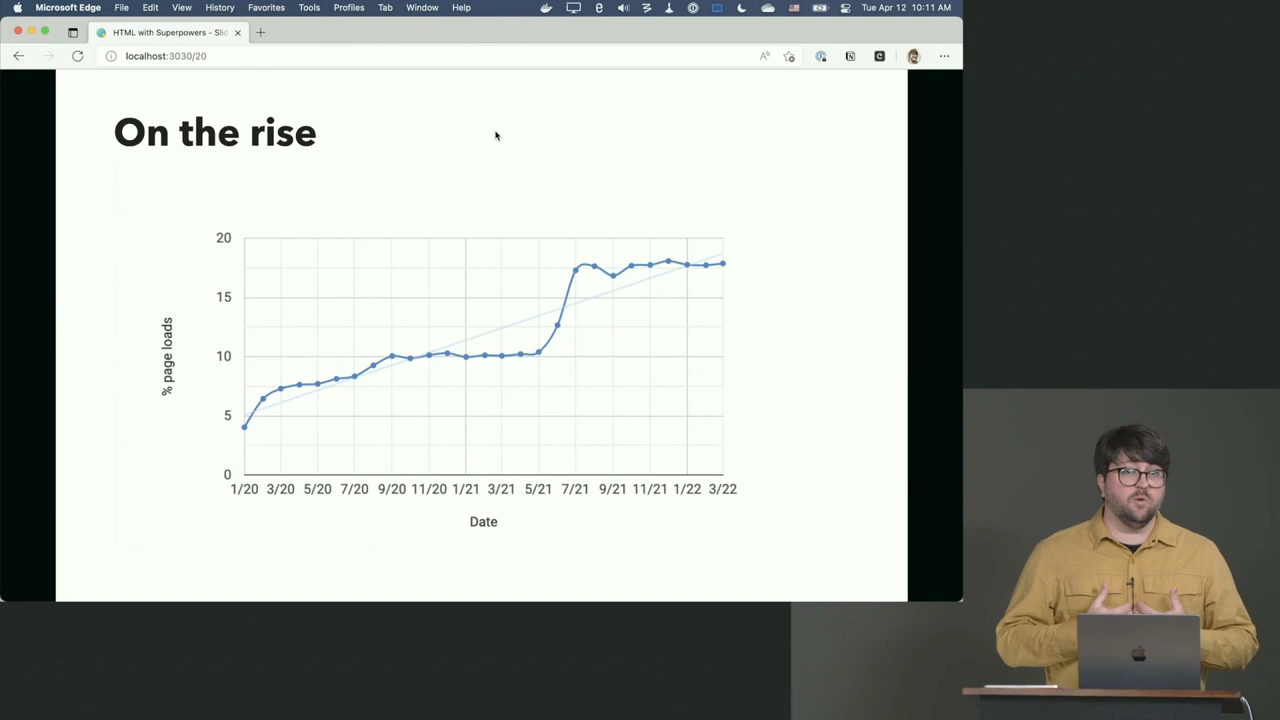 Microsoft Edge File Edit View History Favorites Tools Profiles Tab Window Help Tue Apr 12 10:11 AM
HTML with Superpowers - Slid
localhost:3030/20
On the rise
20
15
10
5
0
% page loads
1/20 3/20 5/20 7/20 9/20 11/20 1/21 3/21 5/21 7/21 9/21 11/21 1/22 3/22
Date